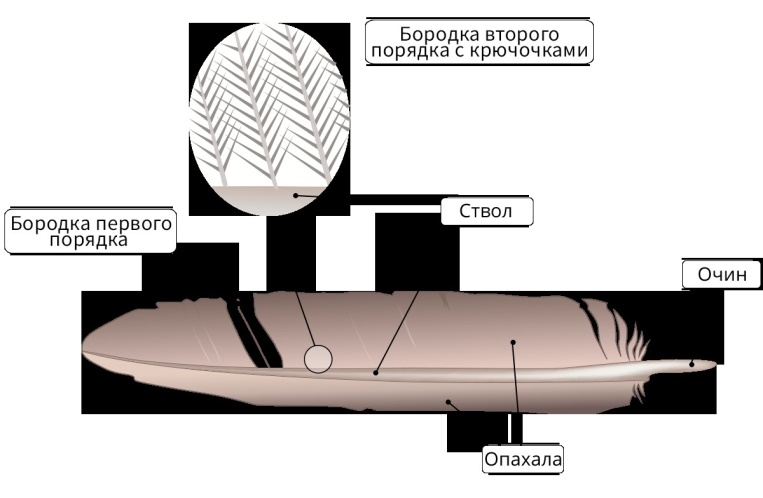 Бородка второго
порядка с крючочками
Ствол
Бородка первого
порядка
Очин
Опахала